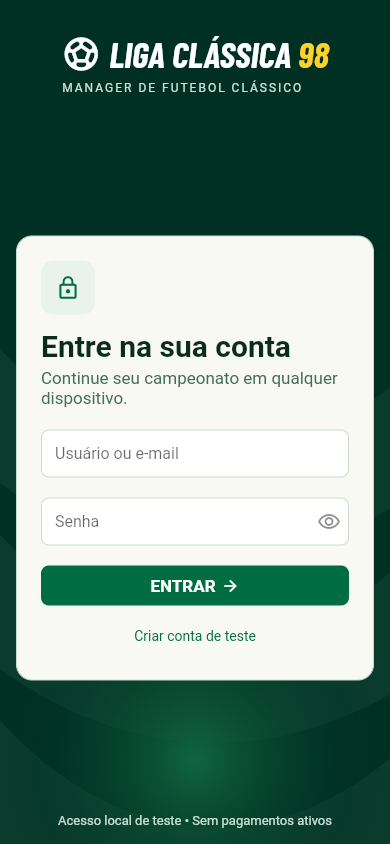 LIGA CLÁSSICA 98
MANAGER DE FUTEBOL CLÁSSICO
Entre na sua conta
Continue seu campeonato em qualquer
dispositivo.
Usuário ou e-mail
Senha
ENTRAR →
Criar conta de teste
Acesso local de teste • Sem pagamentos ativos